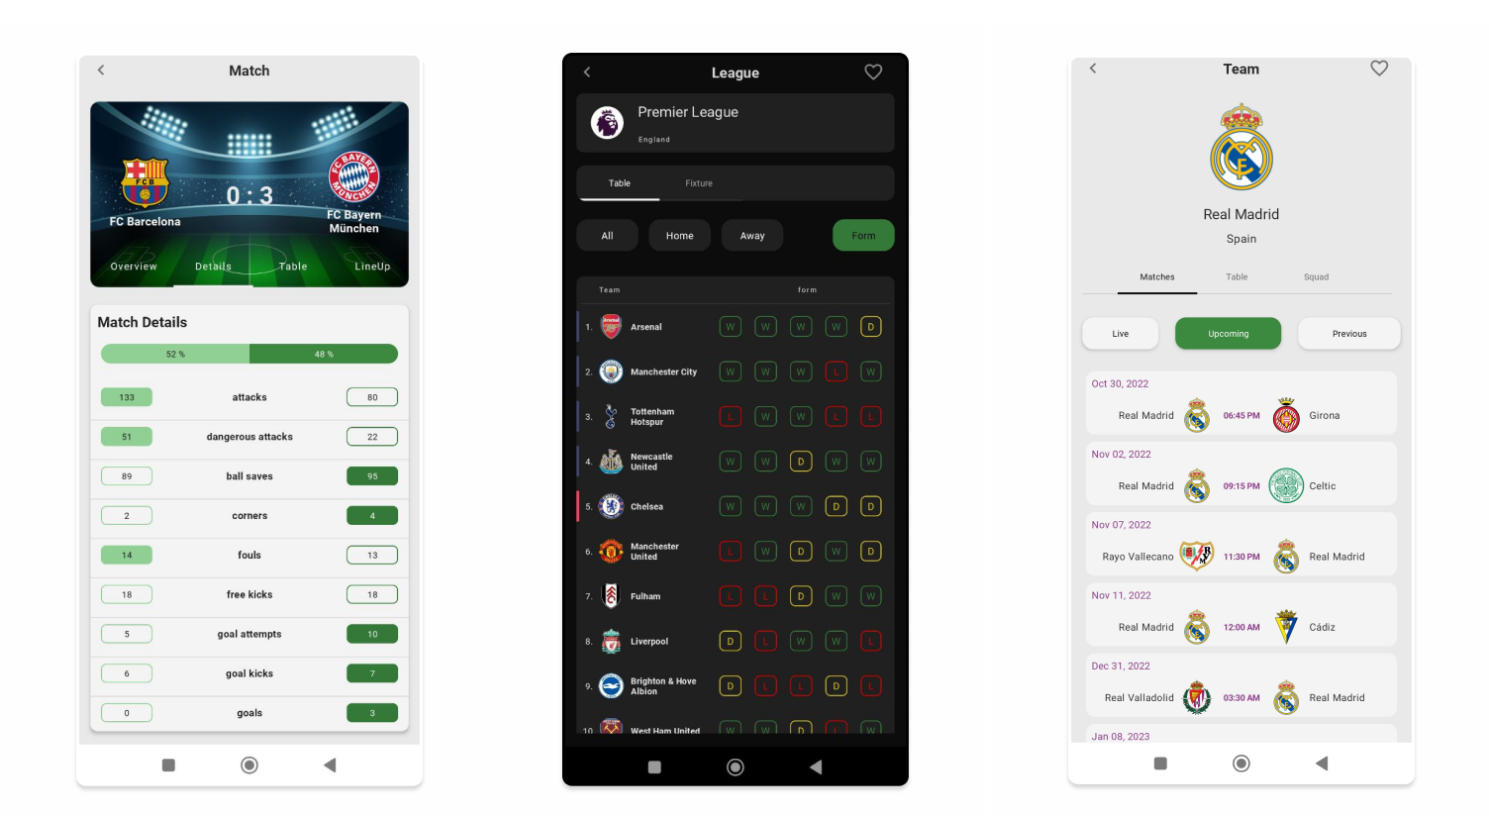 Match
FCB
FC BAYERN
MÜNCHEN
0 : 3
FC Barcelona
FC Bayern
München
Overview Details Table LineUp
Match Details
52 % 48 %
133 attacks 80
51 dangerous attacks 22
89 ball saves 95
2 corners 4
14 fouls 13
18 free kicks 18
5 goal attempts 10
6 goal kicks 7
0 goals 3
League
Premier League
England
Table Fixture
All Home Away Form
Team form
1. Arsenal W W W W D
2. Manchester City W W W L W
3. Tottenham
Hotspur L W W L L
4. Newcastle
United W W D W W
5. Chelsea W W W D D
6. Manchester
United L W D W D
7. Fulham L L D W W
8. Liverpool D L W W L
9. Brighton & Hove
Albion D L L D L
10. West Ham United W W D L W
Team
Real Madrid
Spain
Matches Table Squad
Live Upcoming Previous
Oct 30, 2022
Real Madrid 06:45 PM Girona
Nov 02, 2022
Real Madrid 09:15 PM Celtic
Nov 07, 2022
Rayo Vallecano 11:30 PM Real Madrid
Nov 11, 2022
Real Madrid 12:00 AM Cádiz
Dec 31, 2022
Real Valladolid 03:30 AM Real Madrid
Jan 08, 2023